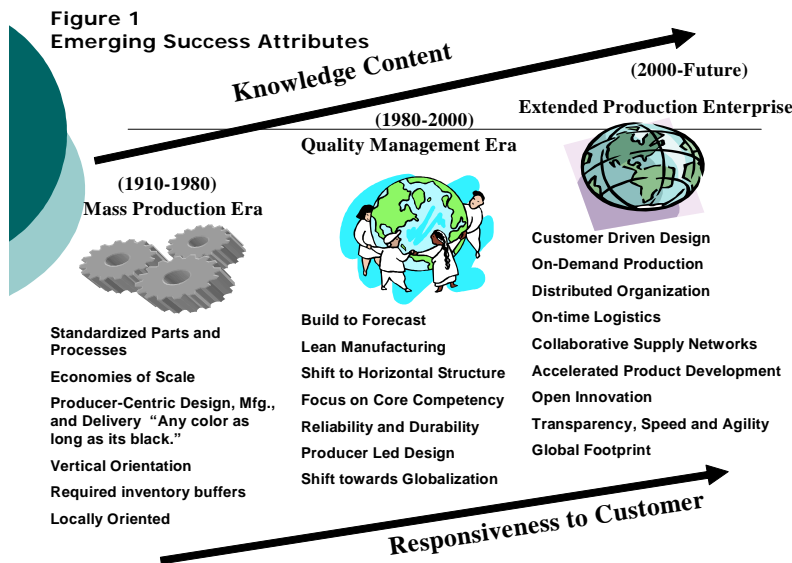 Figure 1
Emerging Success Attributes
Knowledge Content
(1910-1980)
Mass Production Era
Standardized Parts and
Processes
Economies of Scale
Producer-Centric Design, Mfg.,
and Delivery “Any color as
long as its black.”
Vertical Orientation
Required inventory buffers
Locally Oriented
(1980-2000)
Quality Management Era
Build to Forecast
Lean Manufacturing
Shift to Horizontal Structure
Focus on Core Competency
Reliability and Durability
Producer Led Design
Shift towards Globalization
(2000-Future)
Extended Production Enterprise
Customer Driven Design
On-Demand Production
Distributed Organization
On-time Logistics
Collaborative Supply Networks
Accelerated Product Development
Open Innovation
Transparency, Speed and Agility
Global Footprint
Responsiveness to Customer